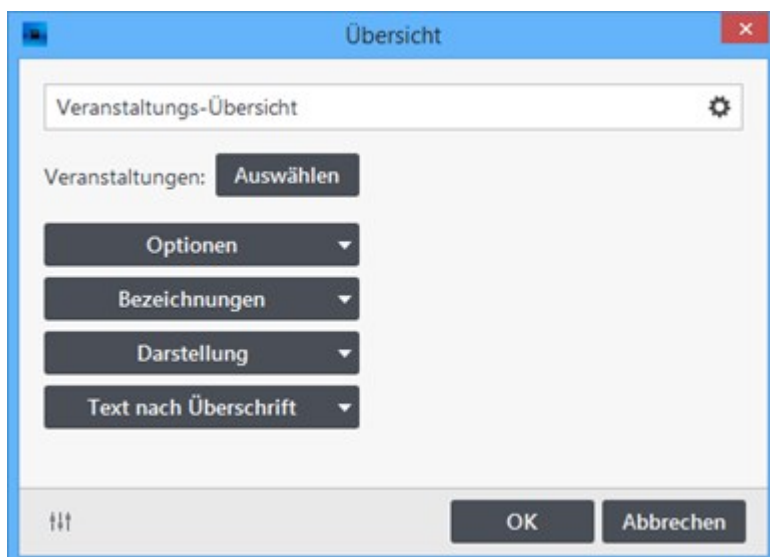 Übersicht
Veranstaltungs-Übersicht
Veranstaltungen: Auswählen
Optionen
Bezeichnungen
Darstellung
Text nach Überschrift
OK Abbrechen